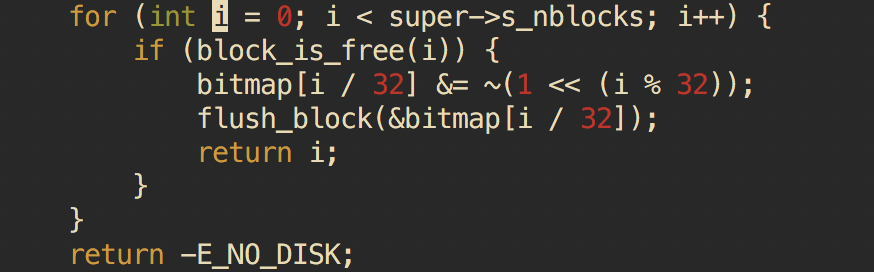 for (int i = 0; i < super->s_nblocks; i++) {
    if (block_is_free(i)) {
        bitmap[i / 32] &= ~(1 << (i % 32));
        flush_block(&bitmap[i / 32]);
        return i;
    }
}
return -E_NO_DISK;